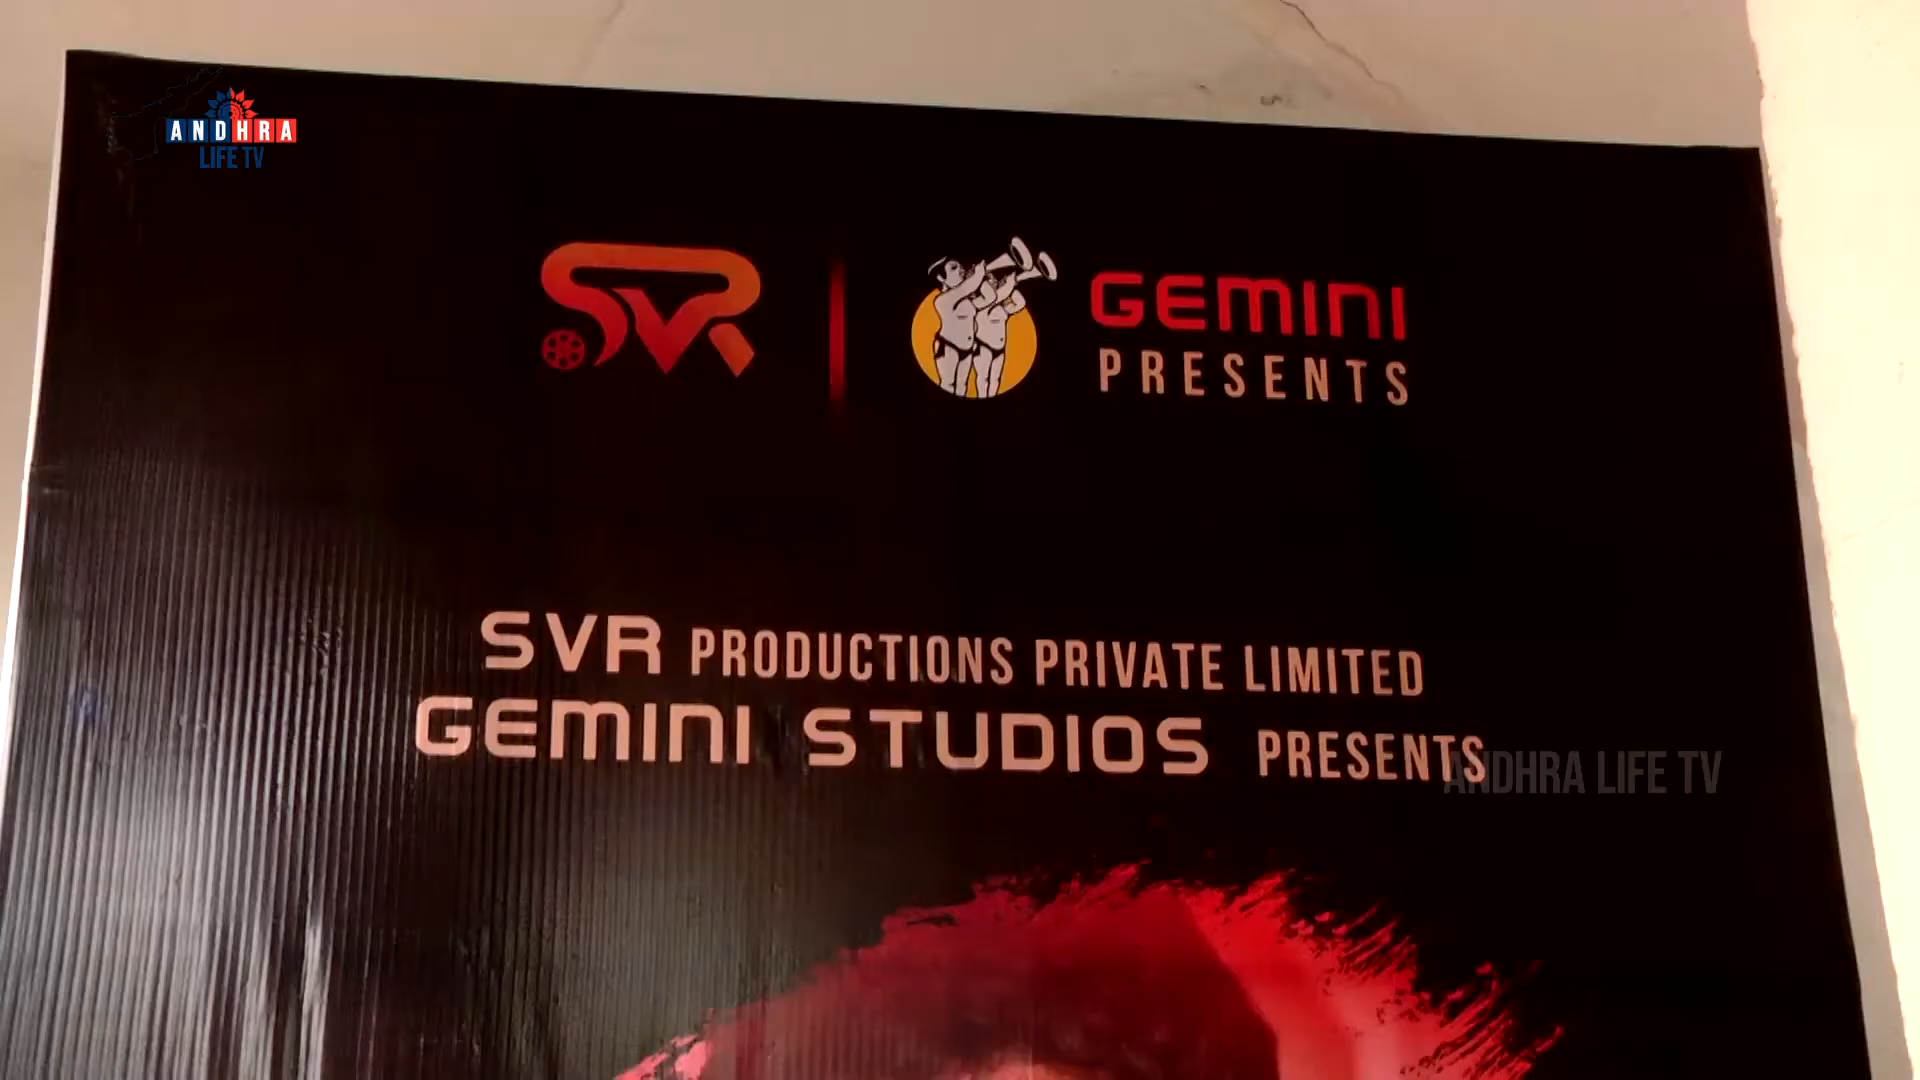 ANDHRA
LIFE TV
SVR
GEMINI
PRESENTS
SVR PRODUCTIONS PRIVATE LIMITED
GEMINI STUDIOS PRESENTS
ANDHRA LIFE TV